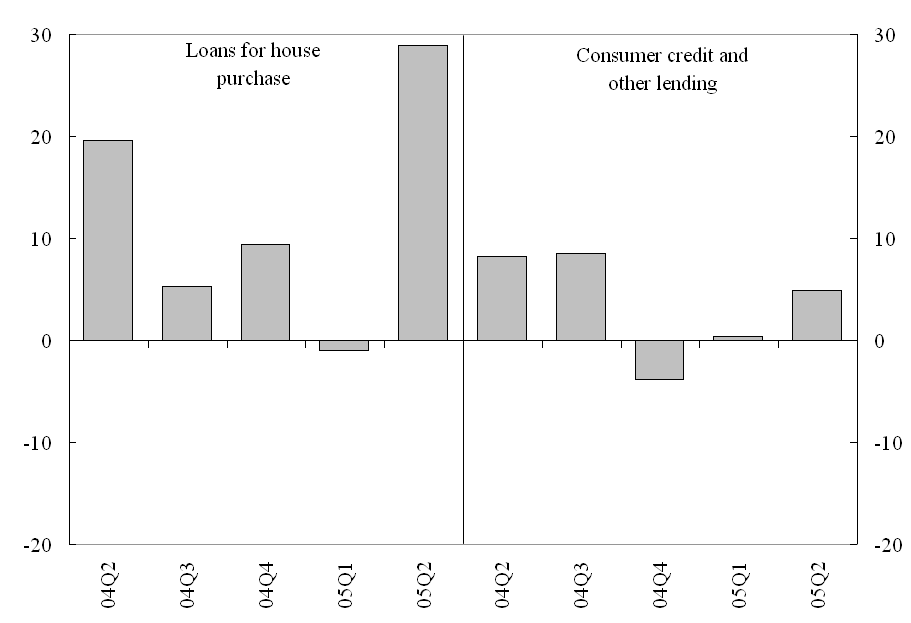 Loans for house
purchase
Consumer credit and
other lending
30
20
10
0
-10
-20
30
20
10
0
-10
-20
04Q2
04Q3
04Q4
05Q1
05Q2
04Q2
04Q3
04Q4
05Q1
05Q2